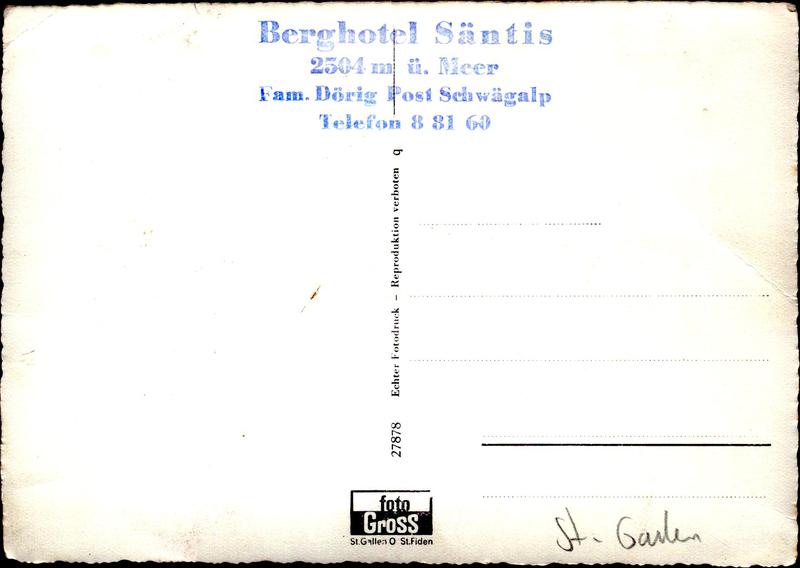 Berghotel Säntis
2504 m ü. Meer
Fam. Dörig Post Schwägalp
Telefon 8 81 60
27878 Echter Fotodruck – Reproduktion verboten q
foto
Gross
St.Gallen O St.Fiden
St. Gallen